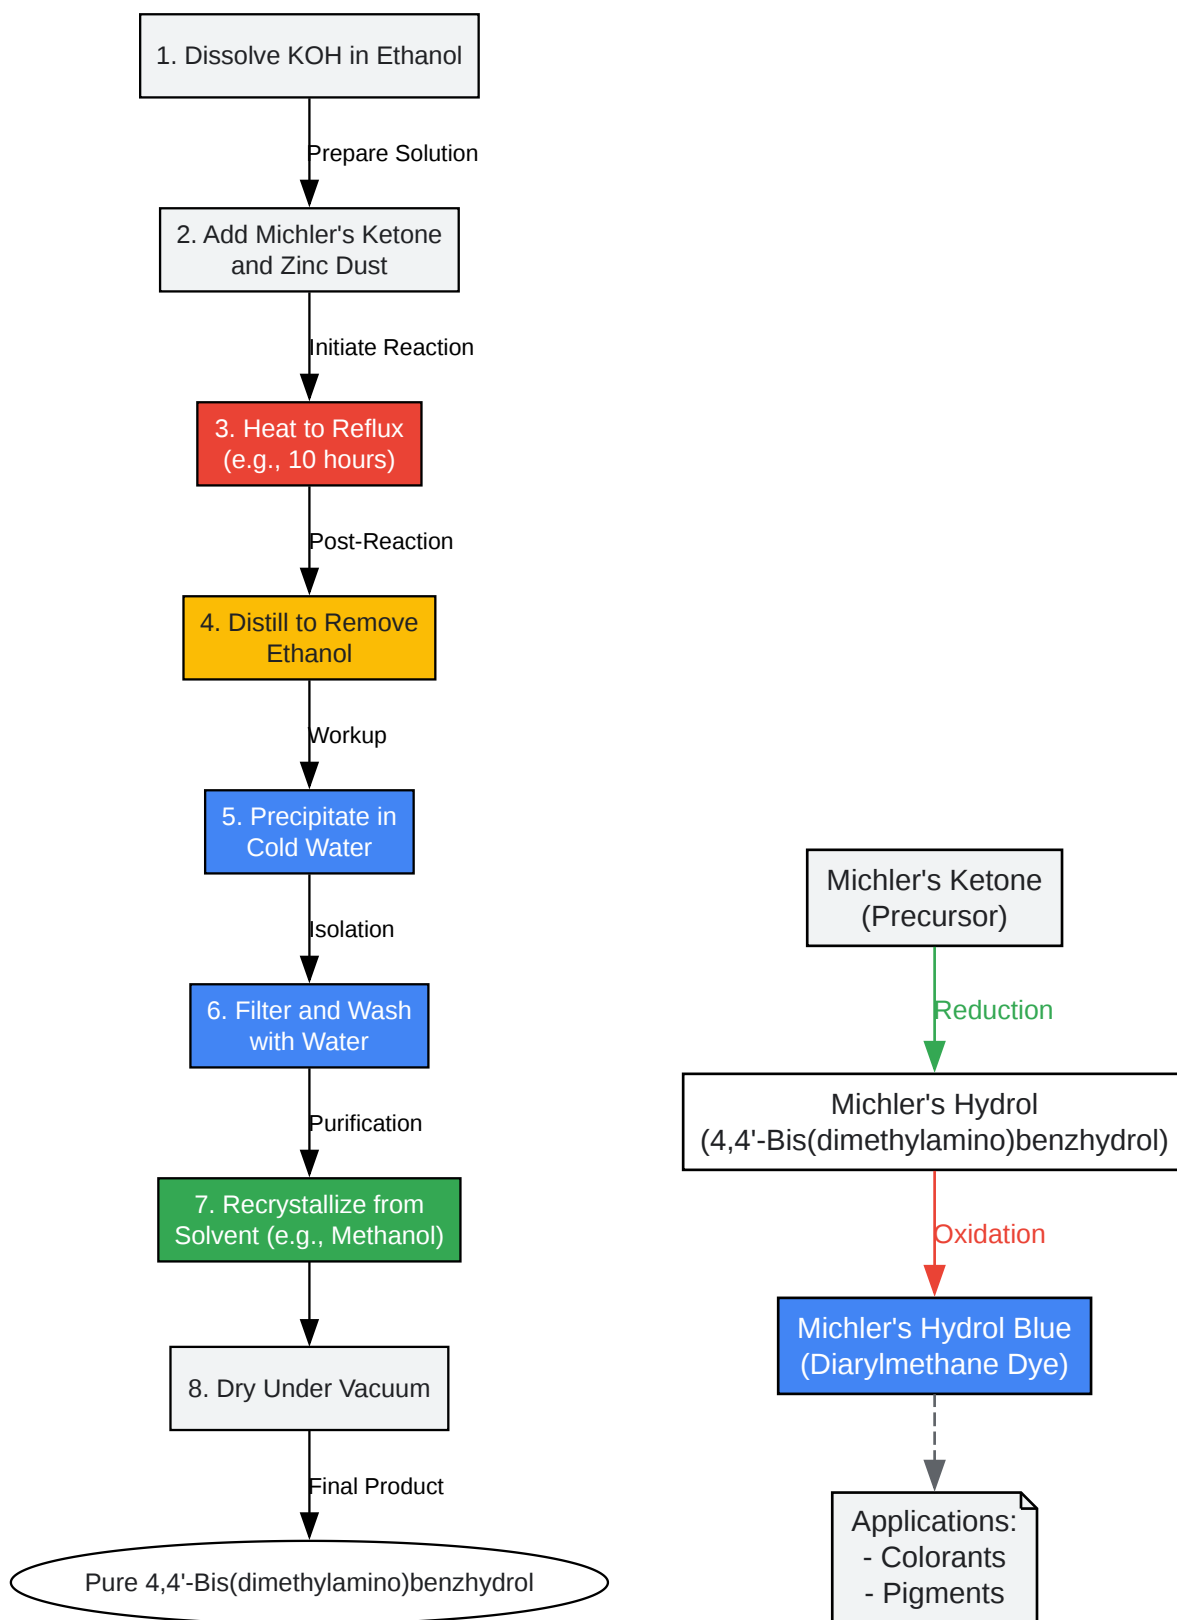 1. Dissolve KOH in Ethanol
Prepare Solution
2. Add Michler's Ketone
and Zinc Dust
Initiate Reaction
3. Heat to Reflux
(e.g., 10 hours)
Post-Reaction
4. Distill to Remove
Ethanol
Workup
5. Precipitate in
Cold Water
Isolation
6. Filter and Wash
with Water
Purification
7. Recrystallize from
Solvent (e.g., Methanol)
8. Dry Under Vacuum
Final Product
Pure 4,4'-Bis(dimethylamino)benzhydrol
Michler's Ketone
(Precursor)
Reduction
Michler's Hydrol
(4,4'-Bis(dimethylamino)benzhydrol)
Oxidation
Michler's Hydrol Blue
(Diarylmethane Dye)
Applications:
- Colorants
- Pigments